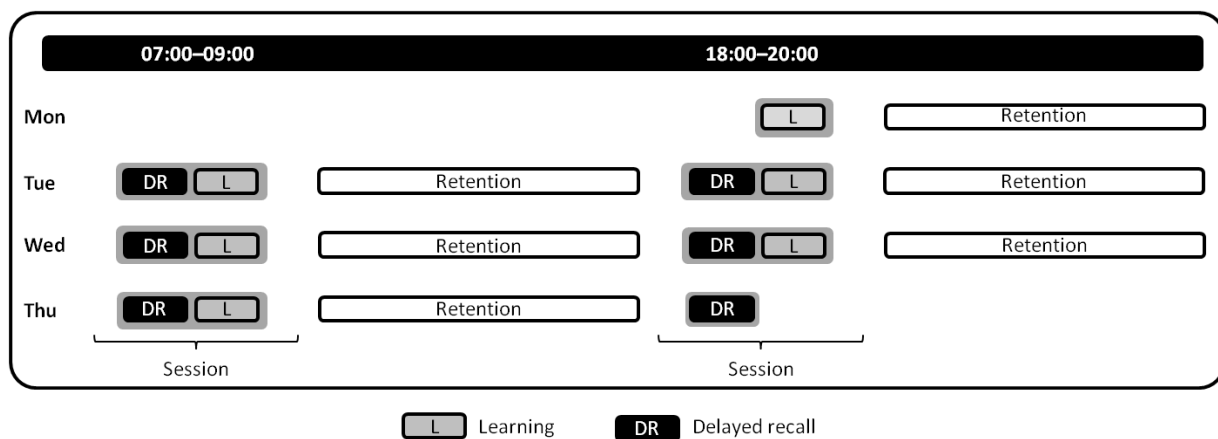 07:00–09:00 18:00–20:00
Mon L Retention
Tue DR L Retention DR L Retention
Wed DR L Retention DR L Retention
Thu DR L Retention DR
Session Session
L Learning DR Delayed recall